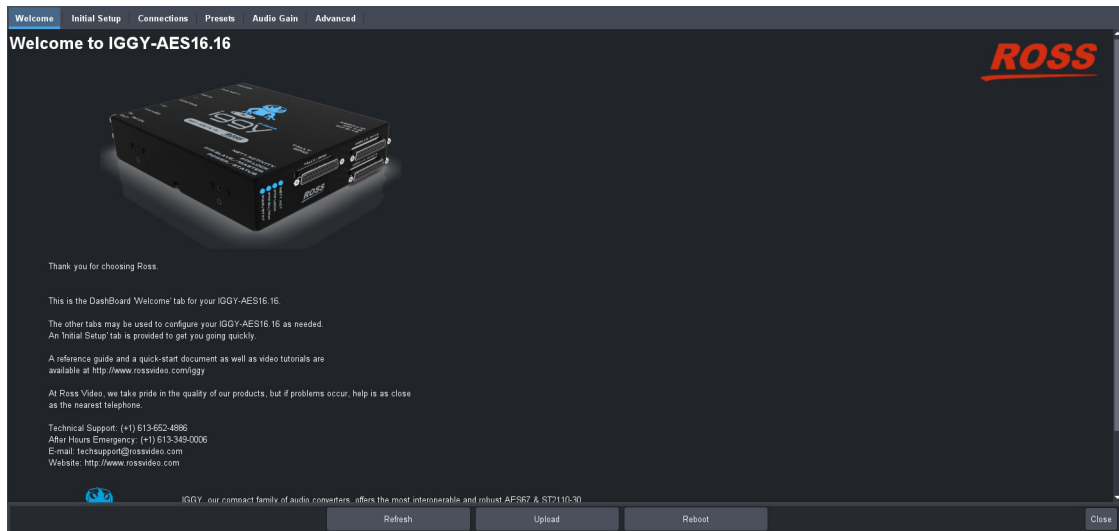 Welcome Initial Setup Connections Presets Audio Gain Advanced
Welcome to IGGY-AES16.16
ROSS
iggy
NET1 ACTIVITY
POWER / STATUS
ROSS
Thank you for choosing Ross.
This is the DashBoard 'Welcome' tab for your IGGY-AES16.16.
The other tabs may be used to configure your IGGY-AES16.16 as needed.
An 'Initial Setup' tab is provided to get you going quickly.
A reference guide and a quick-start document as well as video tutorials are
available at http://www.rossvideo.com/iggy
At Ross Video, we take pride in the quality of our products, but if problems occur, help is as close
as the nearest telephone.
Technical Support: (+1) 613-652-4886
After Hours Emergency: (+1) 613-349-0006
E-mail: techsupport@rossvideo.com
Website: http://www.rossvideo.com
IGGY, our compact family of audio converters, offers the most interoperable and robust AES67 & ST2110-30
Refresh Upload Reboot Close